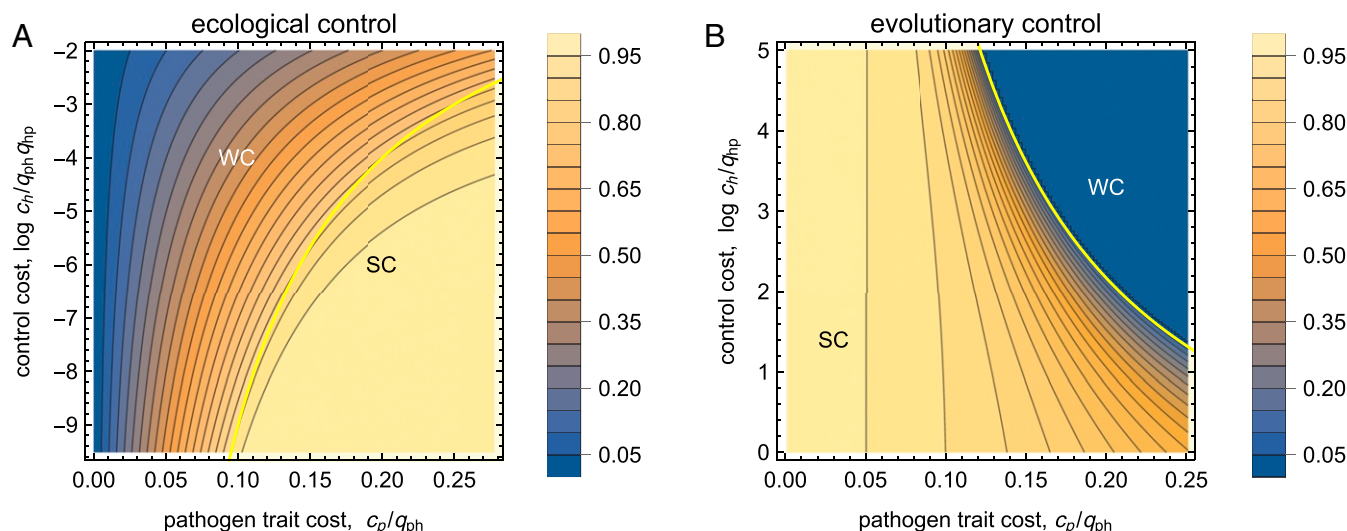 A
ecological control
control cost, log c_h/q_ph q_hp
−2
−3
−4
−5
−6
−7
−8
−9
WC
SC
0.00 0.05 0.10 0.15 0.20 0.25
pathogen trait cost, c_p/q_ph
0.95
0.80
0.65
0.50
0.35
0.20
0.05
B
evolutionary control
control cost, log c_h/q_hp
5
4
3
2
1
0
WC
SC
0.00 0.05 0.10 0.15 0.20 0.25
pathogen trait cost, c_p/q_ph
0.95
0.80
0.65
0.50
0.35
0.20
0.05